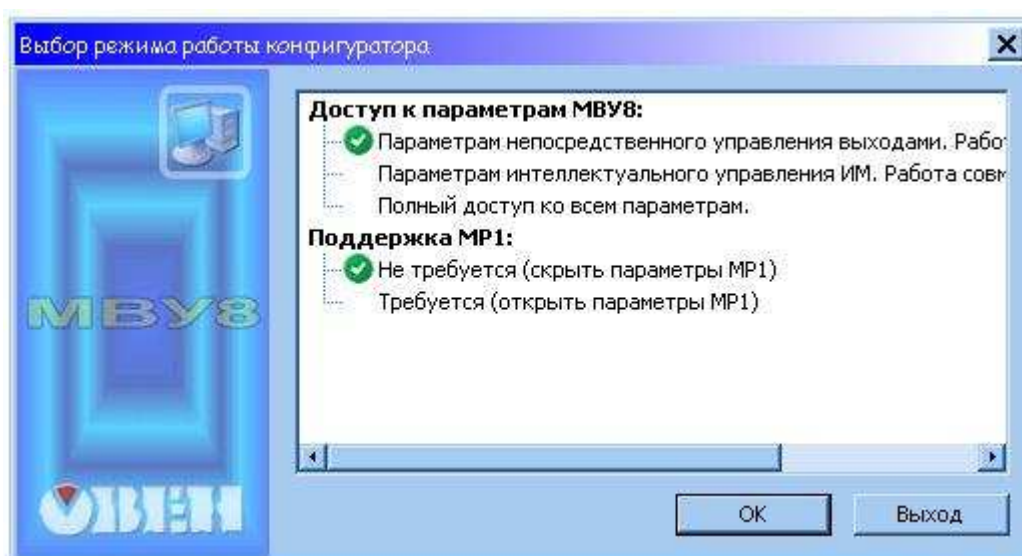 Выбор режима работы конфигуратора
Доступ к параметрам МВУ8:
Параметрам непосредственного управления выходами. Рабо
Параметрам интеллектуального управления ИМ. Работа совм
Полный доступ ко всем параметрам.
Поддержка МР1:
Не требуется (скрыть параметры МР1)
Требуется (открыть параметры МР1)
МВУ8
ОВЕН
ОК
Выход